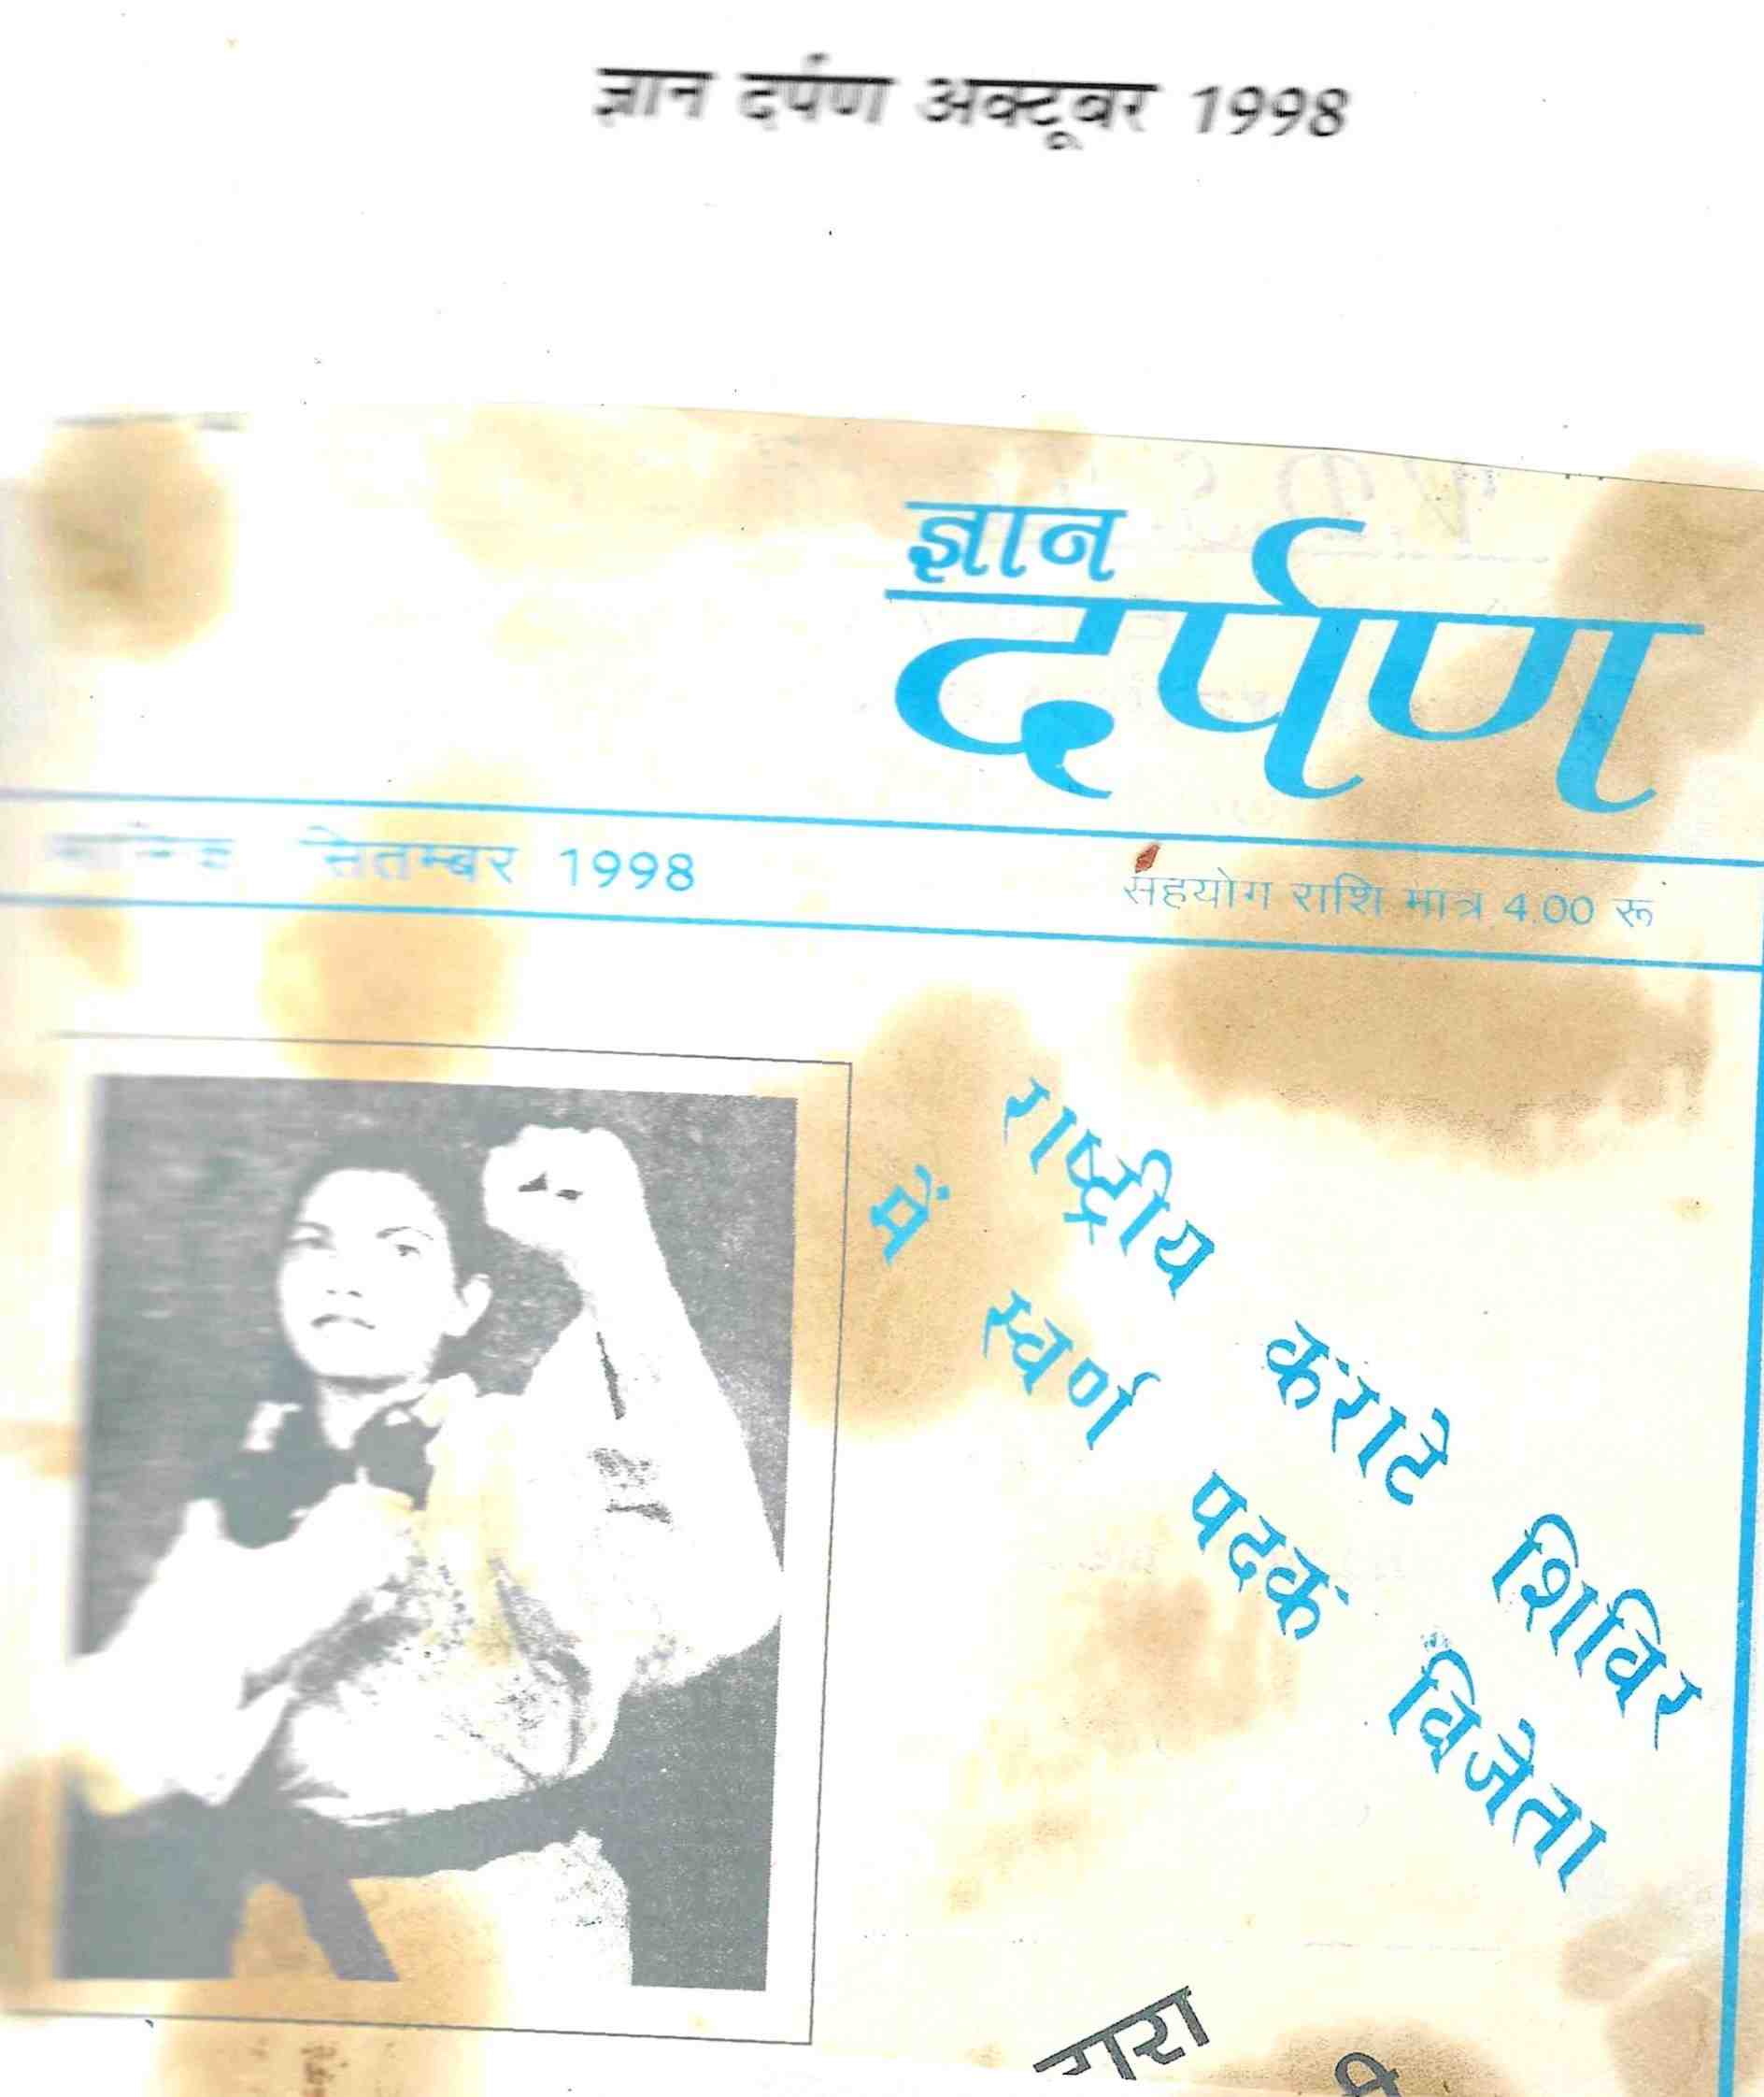 ज्ञान दर्पण अक्टूबर 1998
ज्ञान
दर्पण
सितम्बर 1998
सहयोग राशि मात्र 4.00 रू
राष्ट्रीय कराटे शिविर
में स्वर्ण पदक विजेता